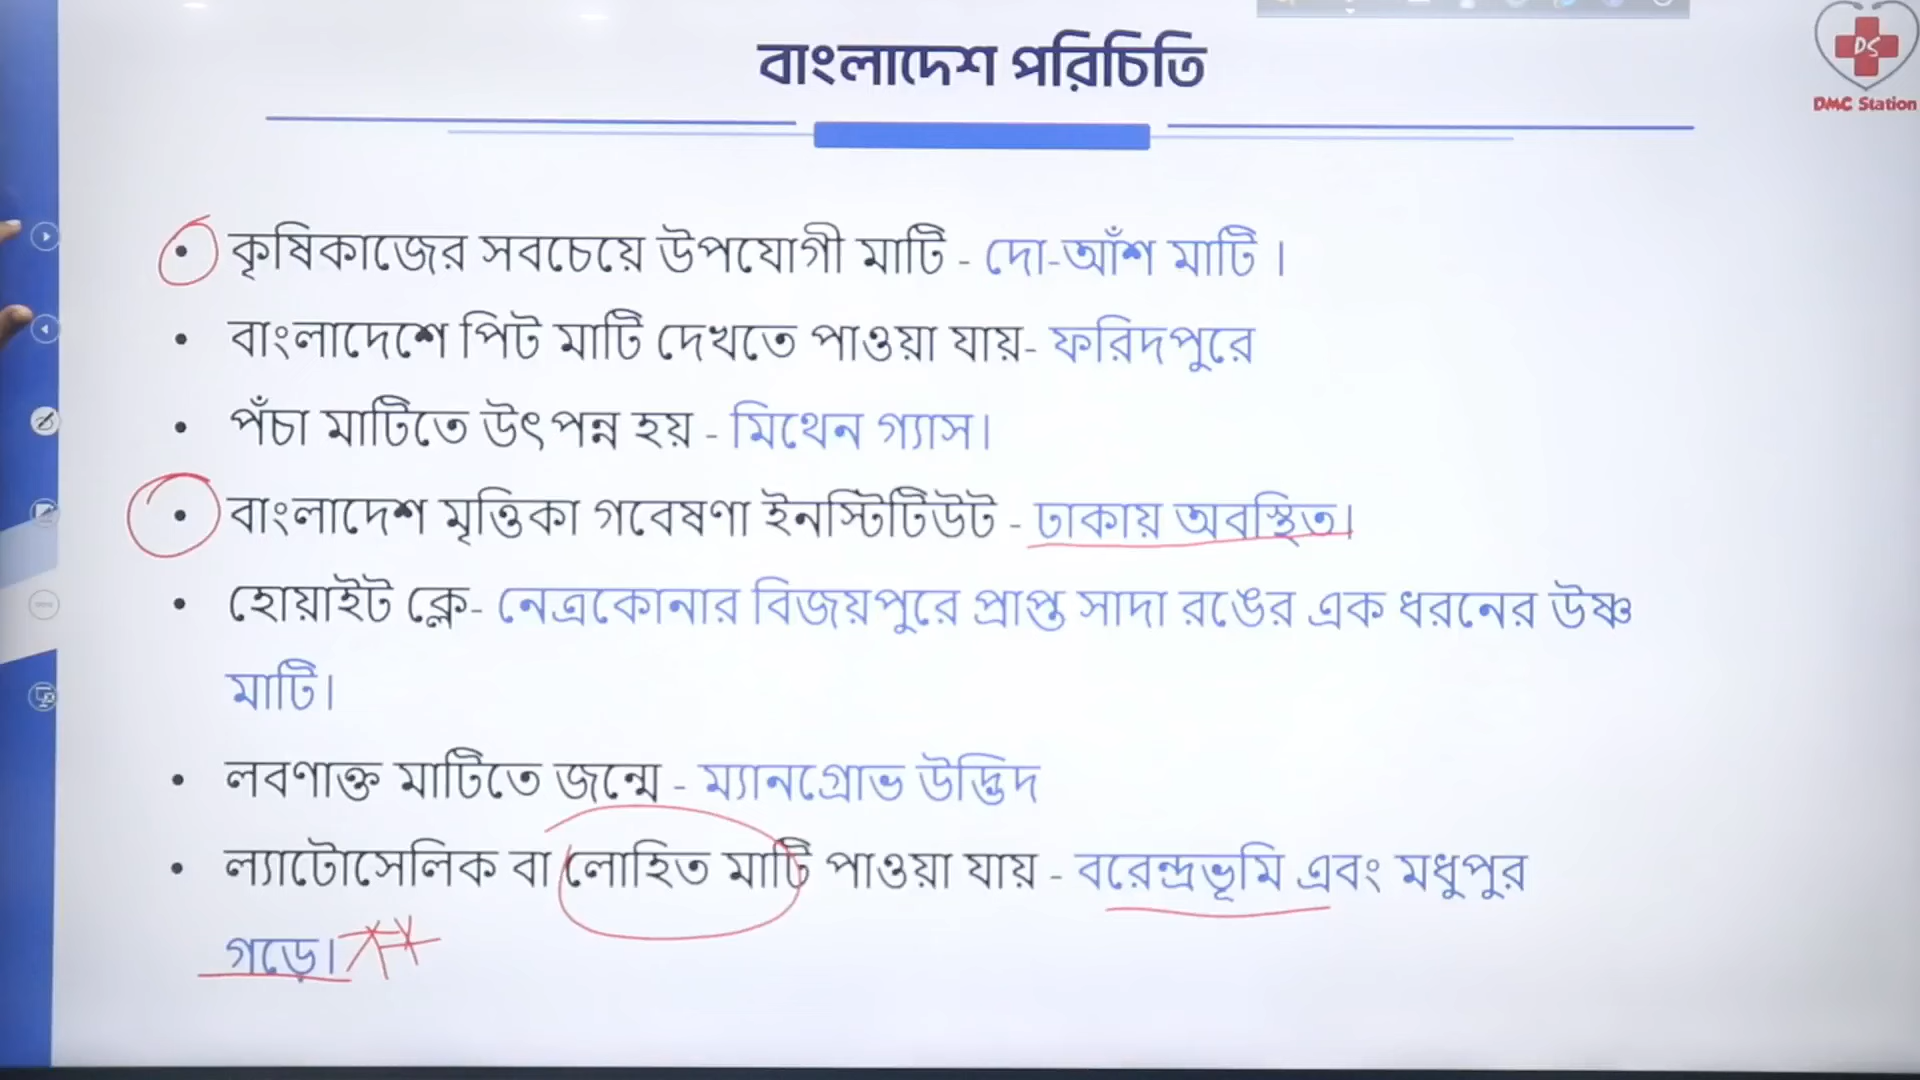 বাংলাদেশ পরিচিতি
DS
DMC Station
• কৃষিকাজের সবচেয়ে উপযোগী মাটি - দো-আঁশ মাটি ।
• বাংলাদেশে পিট মাটি দেখতে পাওয়া যায়- ফরিদপুরে
• পঁচা মাটিতে উৎপন্ন হয় - মিথেন গ্যাস।
• বাংলাদেশ মৃত্তিকা গবেষণা ইনস্টিটিউট - ঢাকায় অবস্থিত।
• হোয়াইট ক্লে- নেত্রকোনার বিজয়পুরে প্রাপ্ত সাদা রঙের এক ধরনের উষ্ণ
মাটি।
• লবণাক্ত মাটিতে জন্মে - ম্যানগ্রোভ উদ্ভিদ
• ল্যাটোসেলিক বা লোহিত মাটি পাওয়া যায় - বরেন্দ্রভূমি এবং মধুপুর
গড়ে।